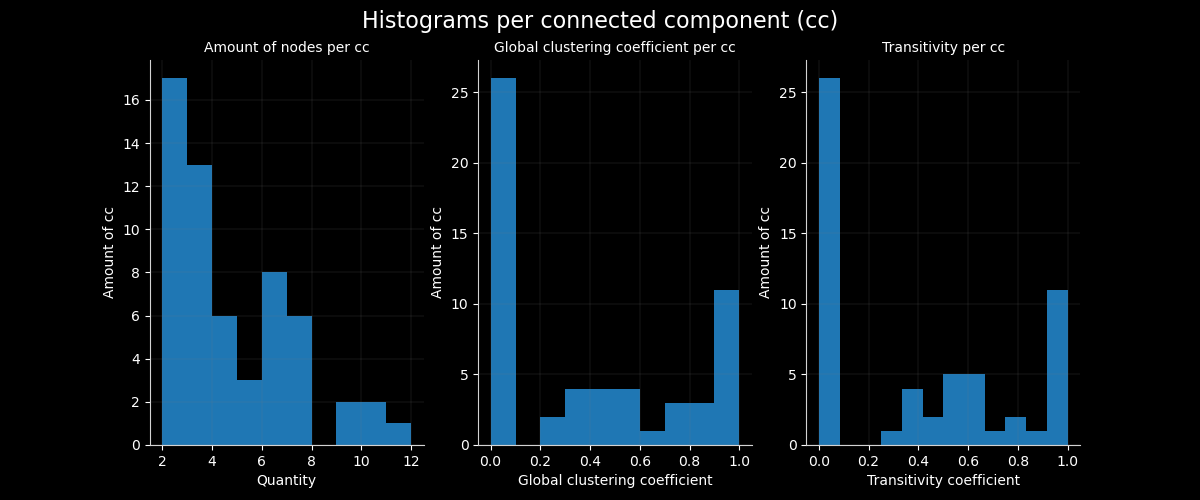 Histograms per connected component (cc)
Amount of nodes per cc
Amount of cc
16
14
12
10
8
6
4
2
0
2 4 6 8 10 12
Quantity
Global clustering coefficient per cc
Amount of cc
25
20
15
10
5
0
0.0 0.2 0.4 0.6 0.8 1.0
Global clustering coefficient
Transitivity per cc
Amount of cc
25
20
15
10
5
0
0.0 0.2 0.4 0.6 0.8 1.0
Transitivity coefficient